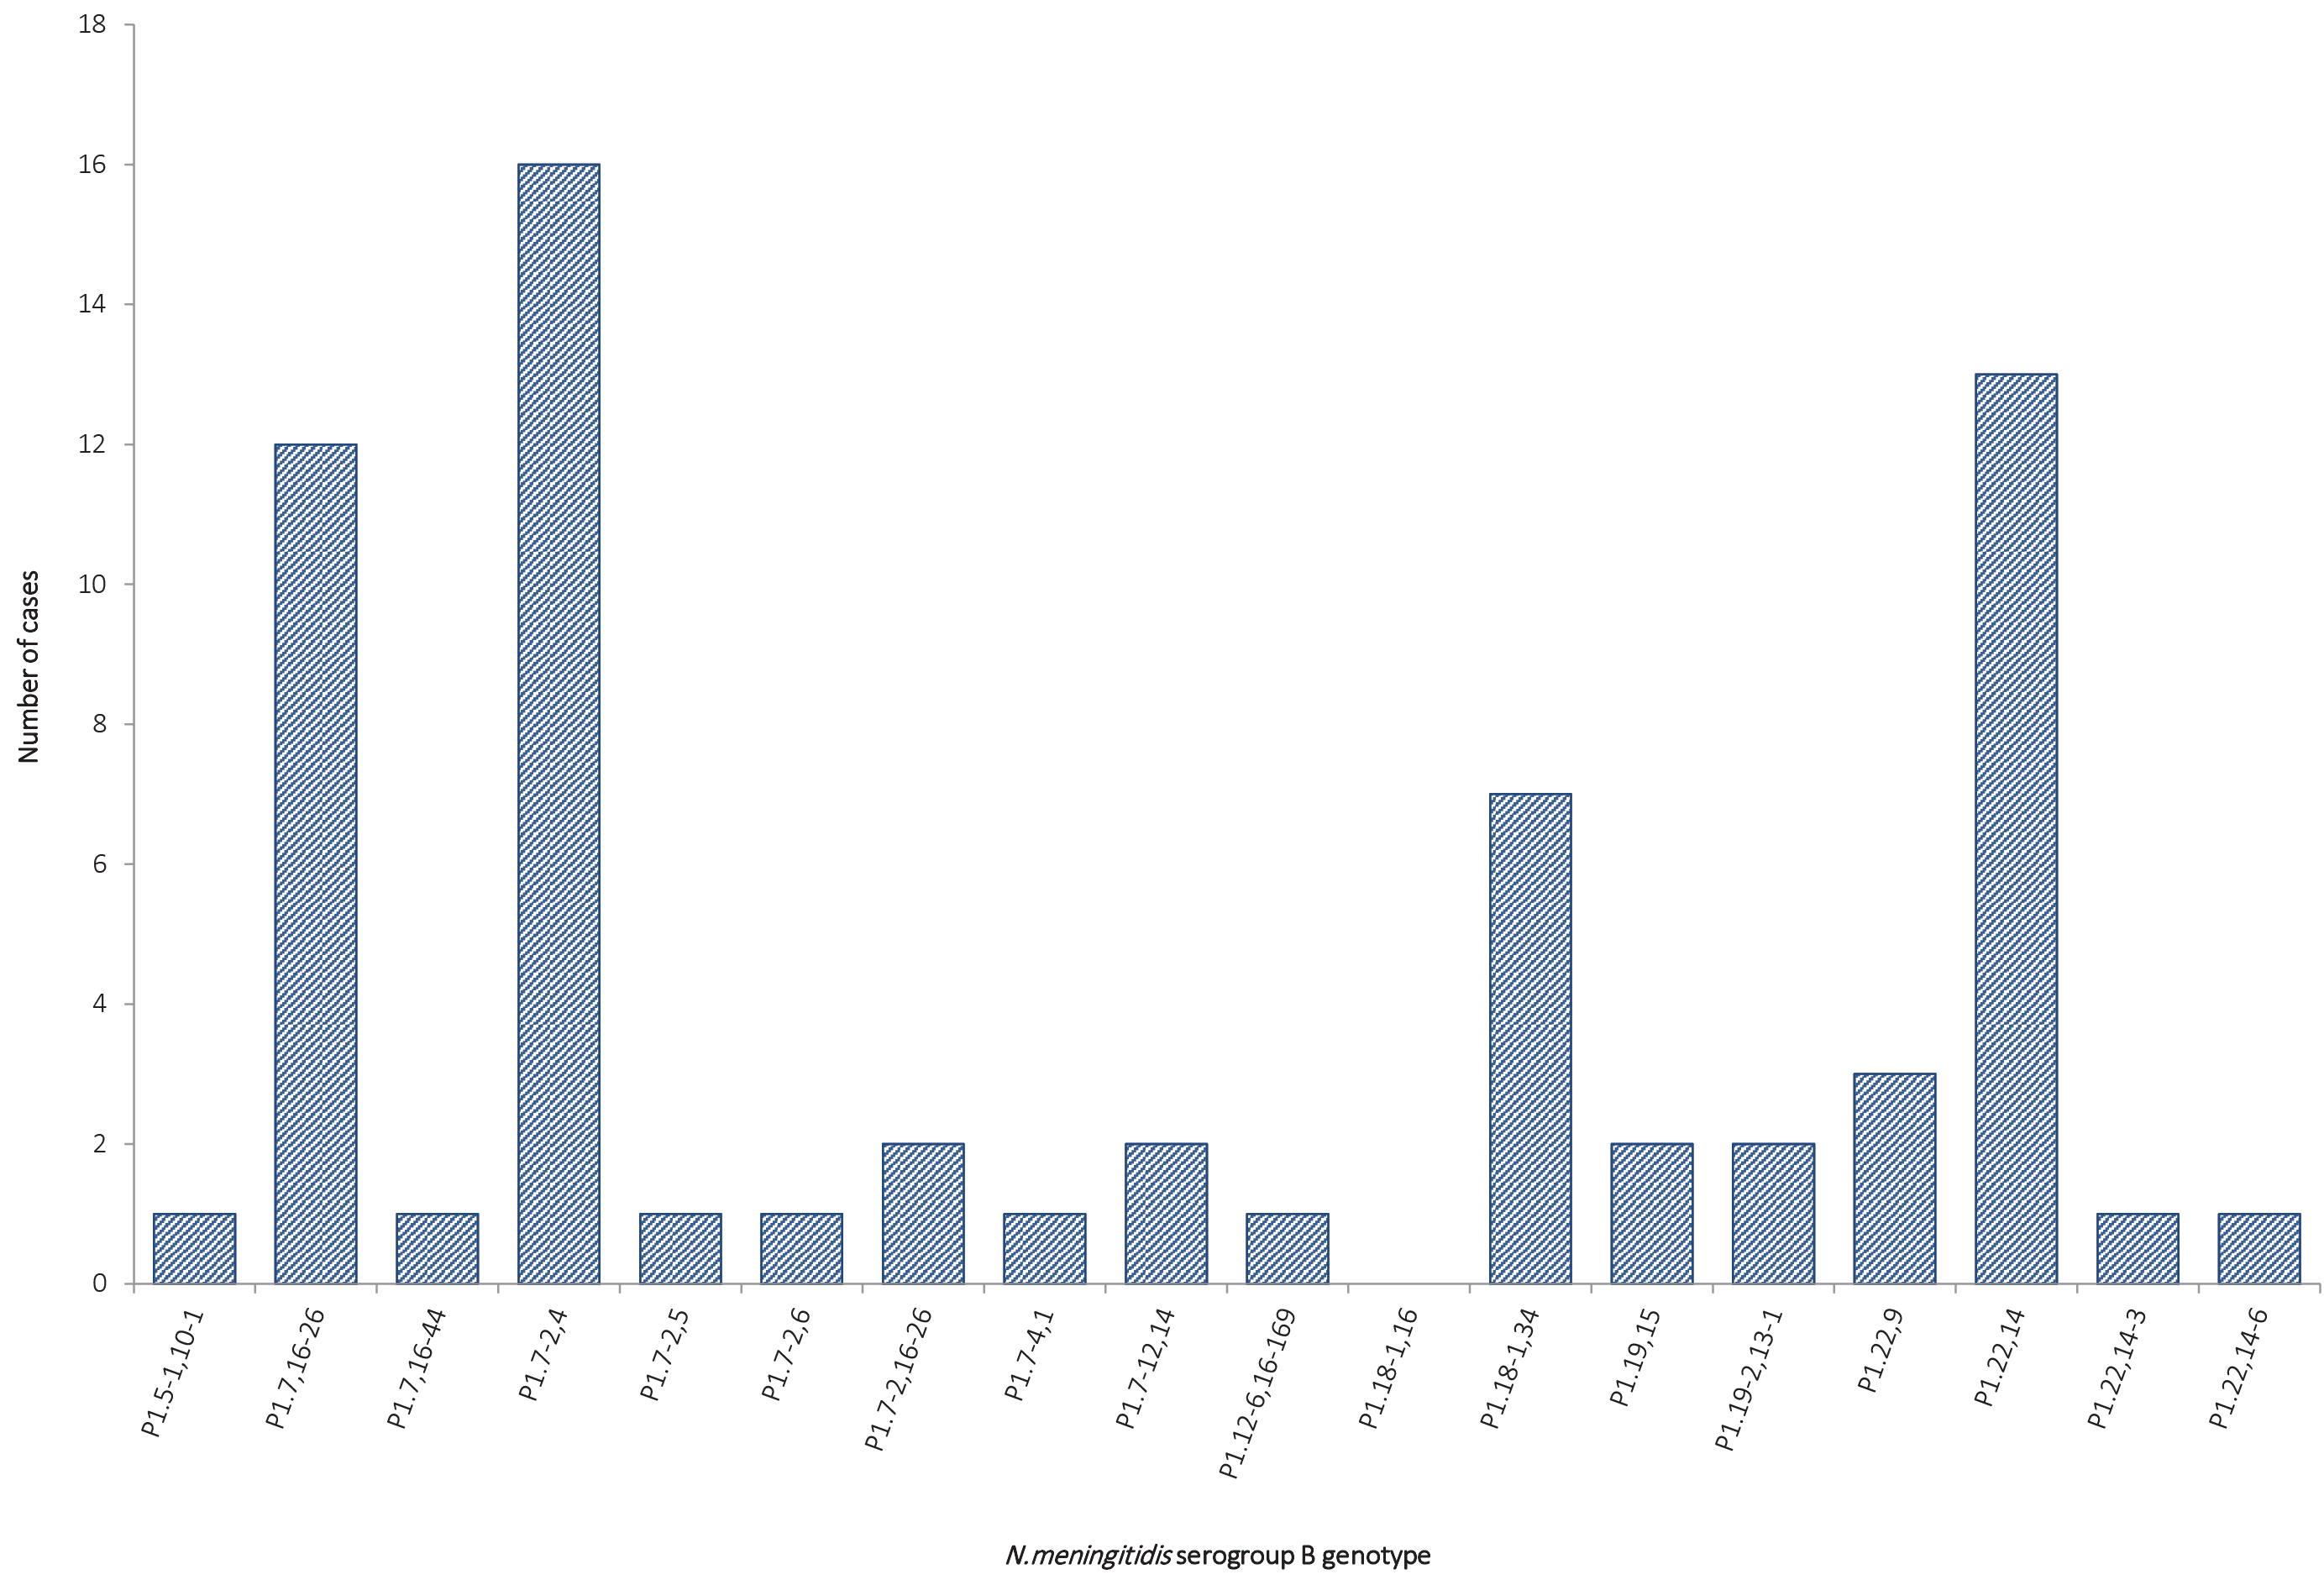 18
16
14
12
10
8
6
4
2
0
Number of cases
P1.5-1,10-1
P1.7,16-26
P1.7,16-44
P1.7-2,4
P1.7-2,5
P1.7-2,6
P1.7-2,16-26
P1.7-4,1
P1.7-12,14
P1.12-6,16-169
P1.18-1,16
P1.18-1,34
P1.19,15
P1.19-2,13-1
P1.22,9
P1.22,14
P1.22,14-3
P1.22,14-6
N.meningitidis serogroup B genotype